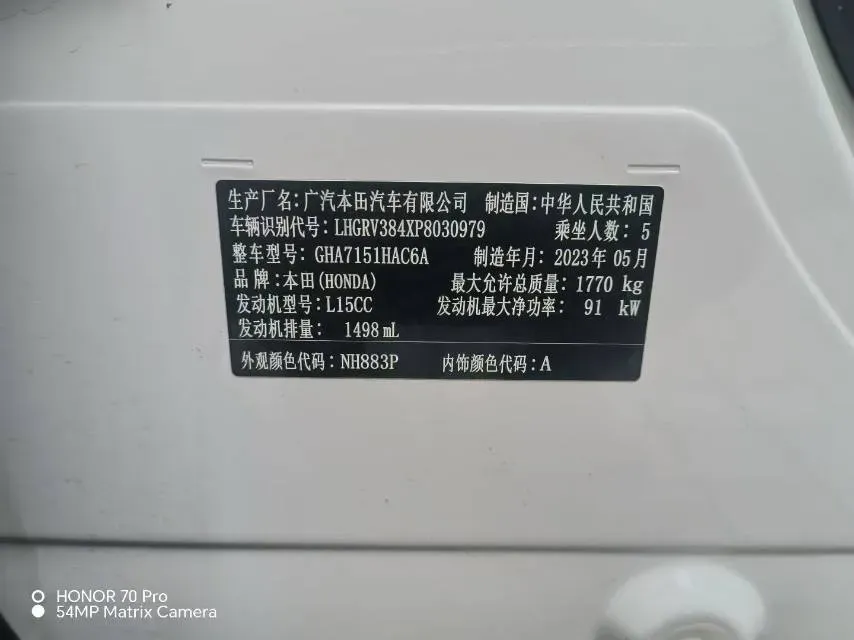 生产厂名:广汽本田汽车有限公司 制造国:中华人民共和国
车辆识别代号: LHGRV384XP8030979 乘坐人数: 5
整车型号: GHA7151HAC6A 制造年月: 2023年 05月
品 牌:本田(HONDA) 最大允许总质量: 1770 kg
发动机型号: L15CC 发动机最大净功率: 91 kW
发动机排量: 1498 mL
外观颜色代码: NH883P 内饰颜色代码: A
HONOR 70 Pro
54MP Matrix Camera